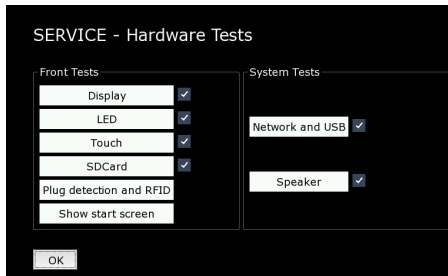 SERVICE - Hardware Tests
Front Tests
Display
LED
Touch
SDCard
Plug detection and RFID
Show start screen
System Tests
Network and USB
Speaker
OK